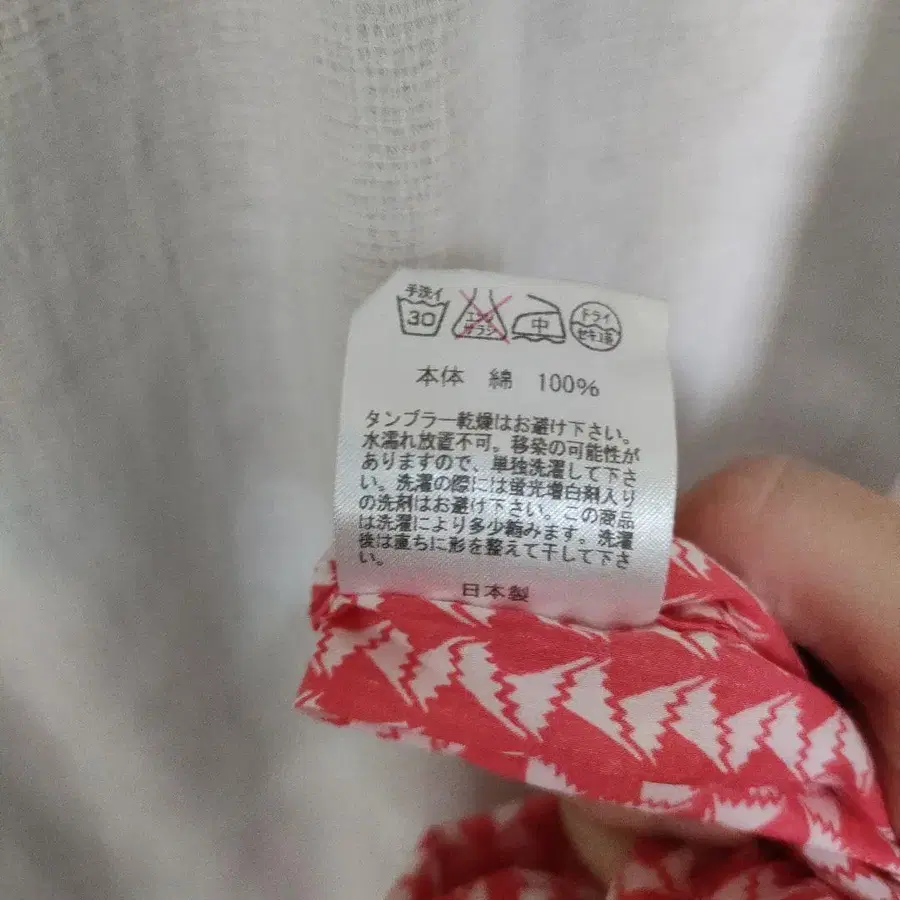 手洗イ
30
エンソ
サラシ
中
ドライ
セキユ系
本体 綿 100%
タンブラー乾燥はお避け下さい。
水濡れ放置不可。移染の可能性が
ありますので、単独洗濯して下さ
い。洗濯の際には蛍光増白剤入り
の洗剤はお避け下さい。この商品
は洗濯により多少縮みます。洗濯
後は直ちに形を整えて干して下さ
い。
日本製